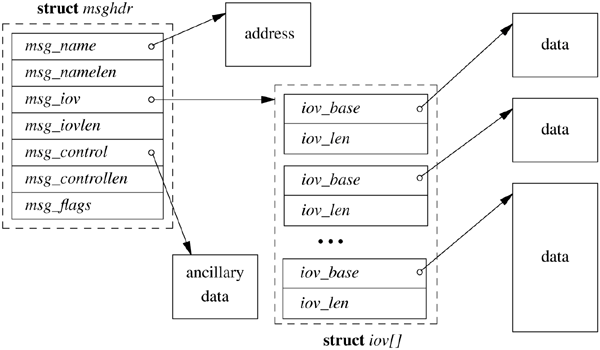 struct msghdr
msg_name
msg_namelen
msg_iov
msg_iovlen
msg_control
msg_controllen
msg_flags
address
ancillary
data
iov_base
iov_len
iov_base
iov_len
•••
iov_base
iov_len
struct iov[]
data
data
data